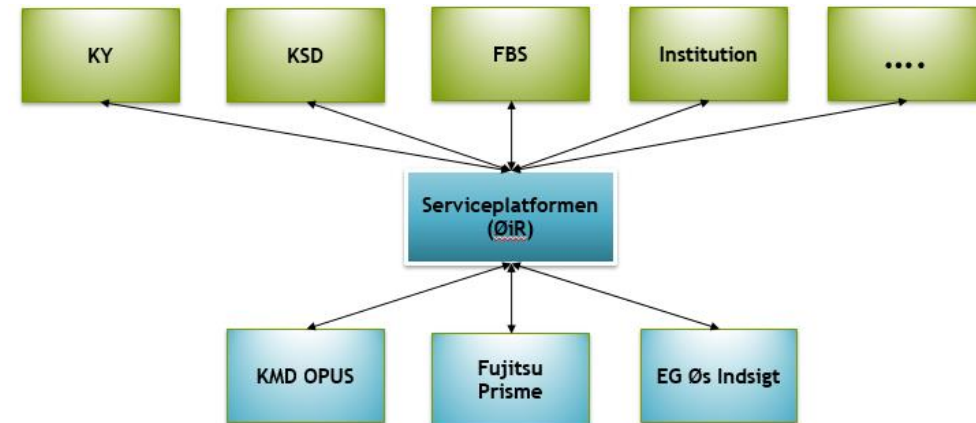 KY
KSD
FBS
Institution
....
Serviceplatformen
(ØiR)
KMD OPUS
Fujitsu
Prisme
EG Øs Indsigt